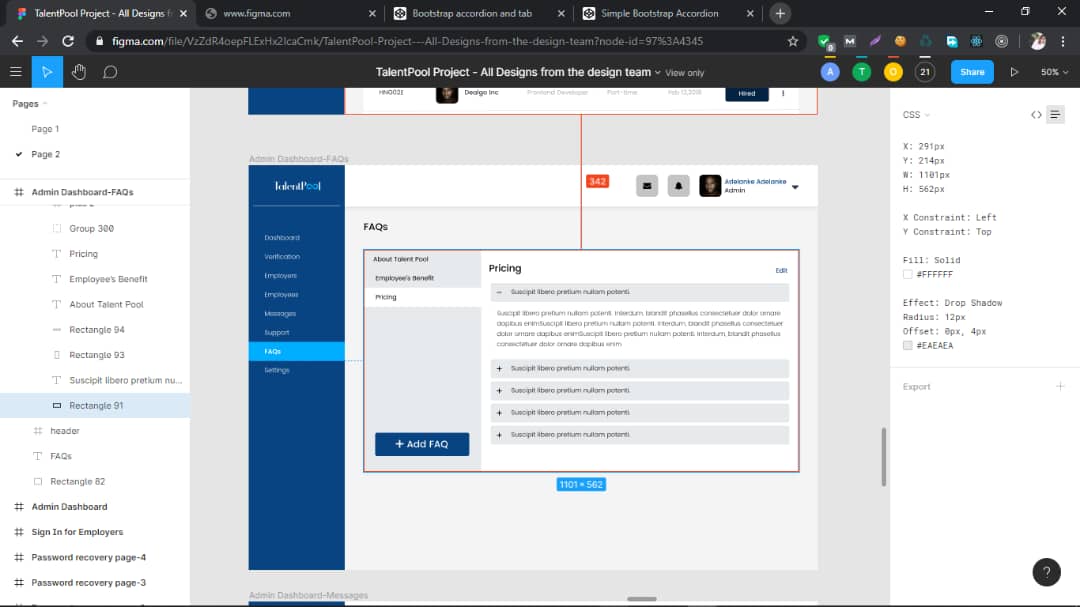 TalentPool Project - All Designs fr
www.figma.com
Bootstrap accordion and tab
Simple Bootstrap Accordion
figma.com/file/VzZdR4oepFLExHx2IcaCmk/TalentPool-Project---All-Designs-from-the-design-team?node-id=97%3A4345
TalentPool Project - All Designs from the design team View only
A
T
O
21
Share
50%
Pages
Page 1
Page 2
Admin Dashboard-FAQs
Group 300
Pricing
Employee's Benefit
About Talent Pool
Rectangle 94
Rectangle 93
Suscipit libero pretium nu...
Rectangle 91
header
FAQs
Rectangle 82
Admin Dashboard
Sign In for Employers
Password recovery page-4
Password recovery page-3
HNG021
Dealgo Inc
Frontend Developer
Part-time
Feb 12,2019
Hired
Admin Dashboard-FAQs
TalentPool
342
Adelanke Adelanke
Admin
Dashboard
Verification
Employers
Employees
Messages
Support
FAQs
Settings
FAQs
About Talent Pool
Employee's Benefit
Pricing
+ Add FAQ
Pricing
Edit
− Suscipit libero pretium nullam potenti.
Suscipit libero pretium nullam potenti. Interdum, blandit phasellus consectetuer dolor ornare
dapibus enimSuscipit libero pretium nullam potenti. Interdum, blandit phasellus consectetuer
dolor ornare dapibus enimSuscipit libero pretium nullam potenti. Interdum, blandit phasellus
consectetuer dolor ornare dapibus enim
+ Suscipit libero pretium nullam potenti.
+ Suscipit libero pretium nullam potenti.
+ Suscipit libero pretium nullam potenti.
+ Suscipit libero pretium nullam potenti.
1101 × 562
Admin Dashboard-Messages
CSS
X: 291px
Y: 214px
W: 1101px
H: 562px
X Constraint: Left
Y Constraint: Top
Fill: Solid
#FFFFFF
Effect: Drop Shadow
Radius: 12px
Offset: 0px, 4px
#EAEAEA
Export
?